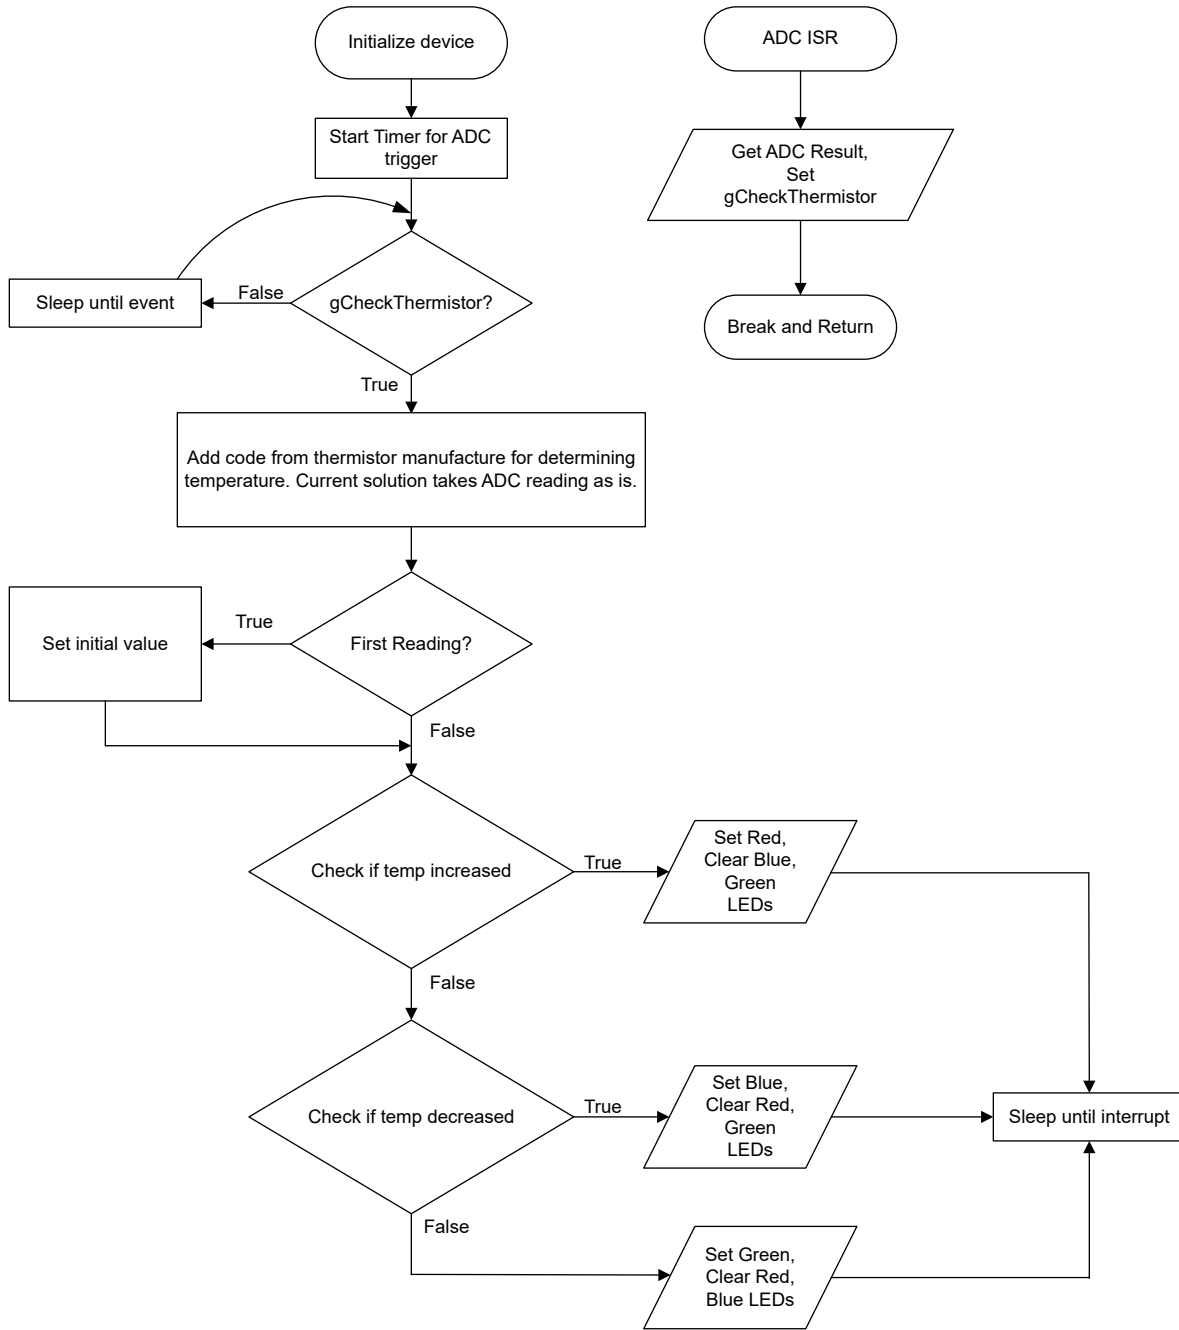 Initialize device
ADC ISR
Start Timer for ADC
trigger
Get ADC Result,
Set
gCheckThermistor
Sleep until event
False
gCheckThermistor?
Break and Return
True
Add code from thermistor manufacture for determining
temperature. Current solution takes ADC reading as is.
Set initial value
True
First Reading?
False
Check if temp increased
True
Set Red,
Clear Blue,
Green
LEDs
False
Check if temp decreased
True
Set Blue,
Clear Red,
Green
LEDs
Sleep until interrupt
False
Set Green,
Clear Red,
Blue LEDs